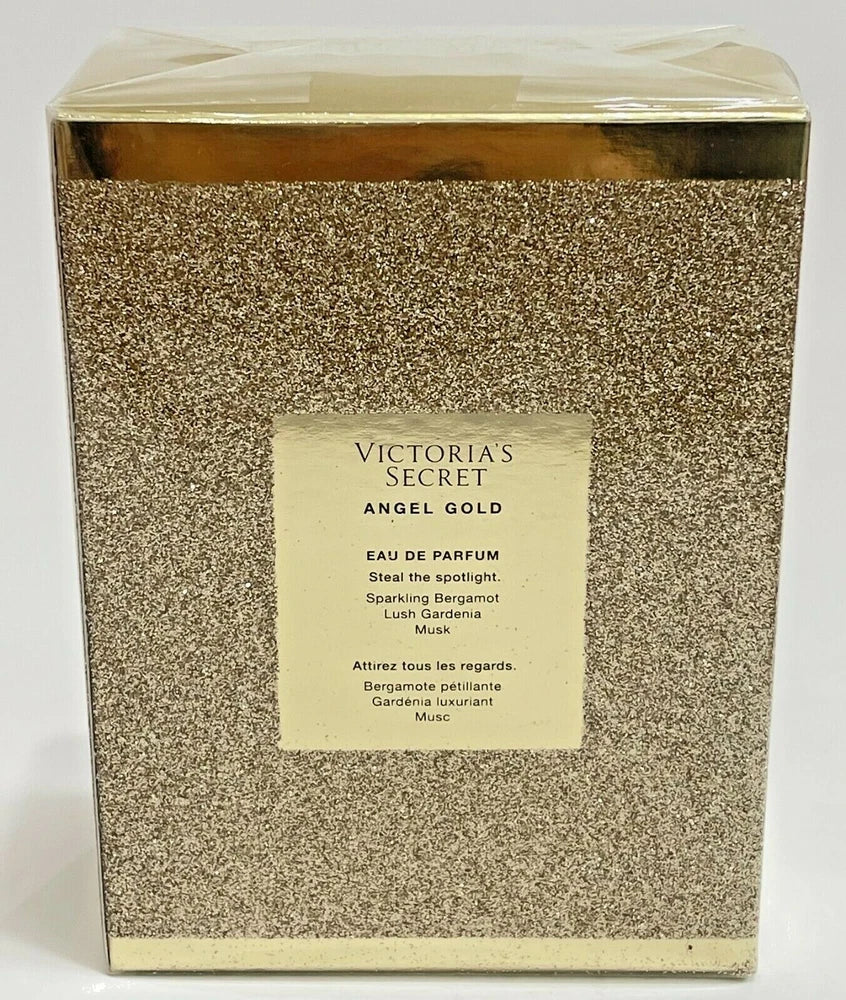 VICTORIA'S
SECRET
ANGEL GOLD
EAU DE PARFUM
Steal the spotlight.
Sparkling Bergamot
Lush Gardenia
Musk
Attirez tous les regards.
Bergamote pétillante
Gardénia luxuriant
Musc